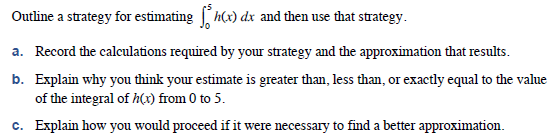 Outline a strategy for estimating ∫₀⁵ h(x) dx and then use that strategy.
a. Record the calculations required by your strategy and the approximation that results.
b. Explain why you think your estimate is greater than, less than, or exactly equal to the value
of the integral of h(x) from 0 to 5.
c. Explain how you would proceed if it were necessary to find a better approximation.